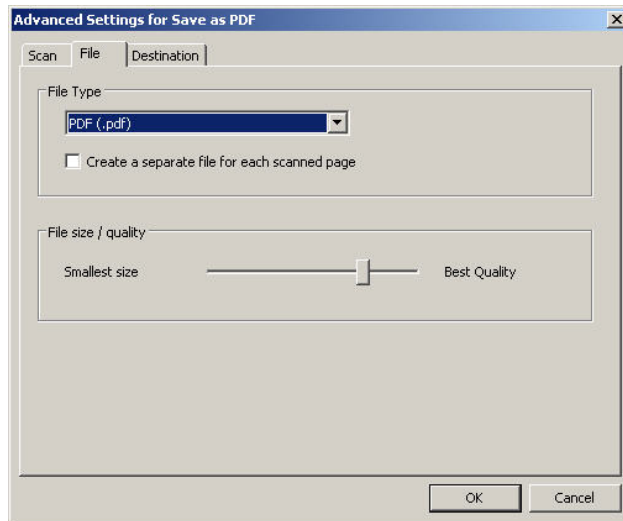 Advanced Settings for Save as PDF
Scan File Destination
File Type
PDF (.pdf)
Create a separate file for each scanned page
File size / quality
Smallest size Best Quality
OK Cancel